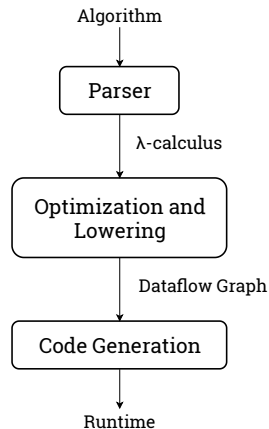 Algorithm
Parser
λ-calculus
Optimization and
Lowering
Dataflow Graph
Code Generation
Runtime